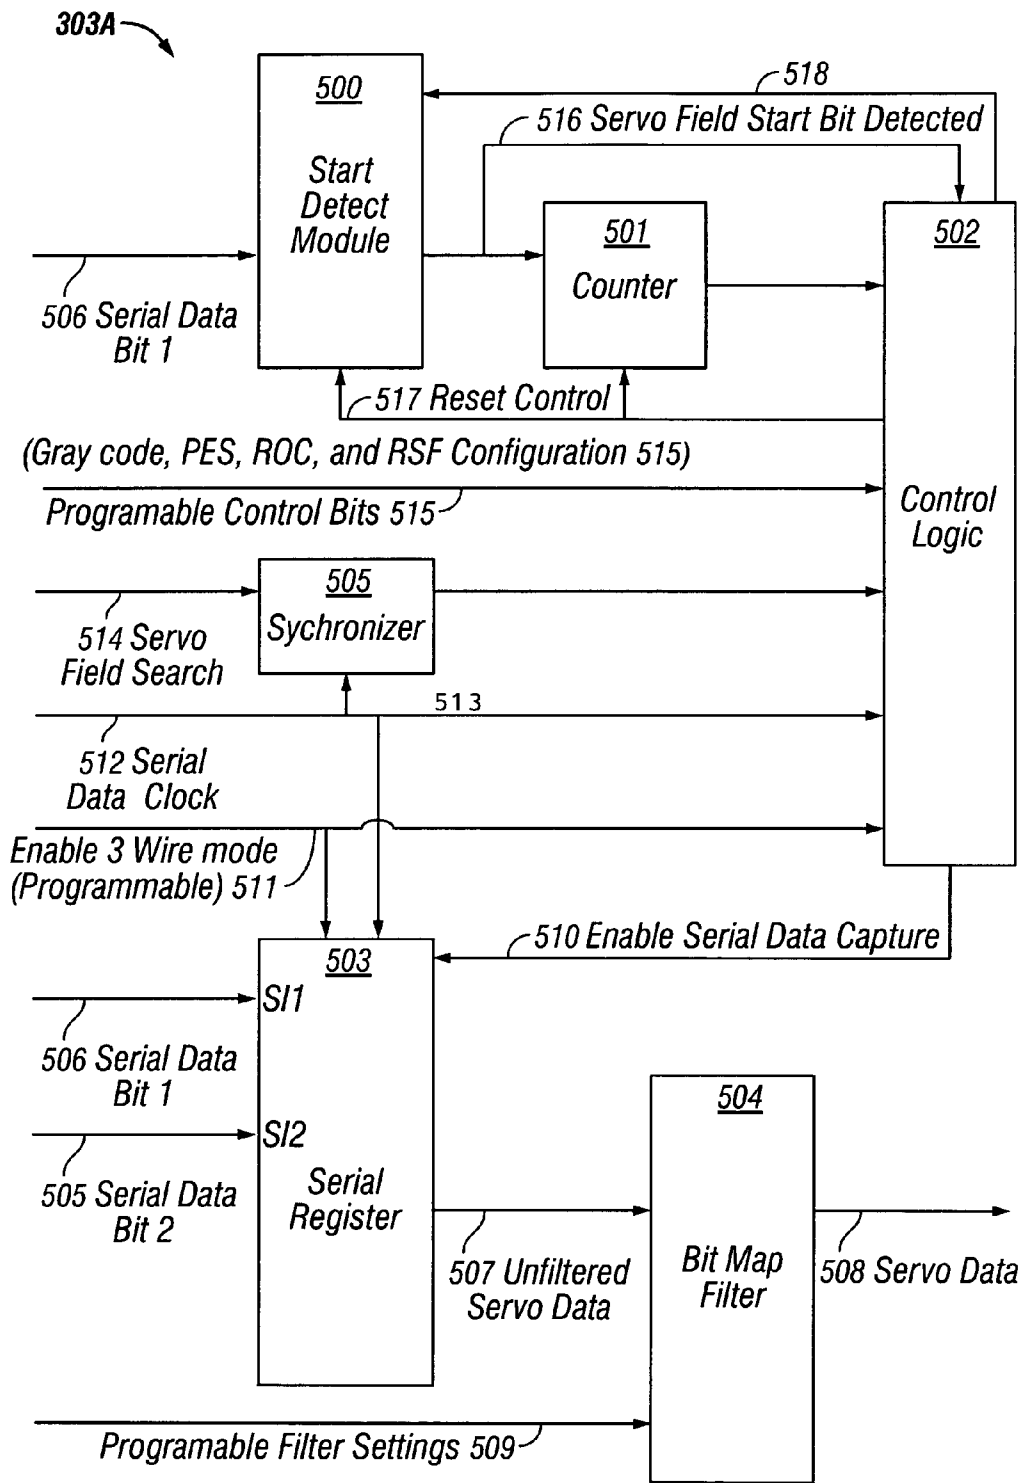 303A
500
Start
Detect
Module
518
516 Servo Field Start Bit Detected
501
Counter
502
Control
Logic
506 Serial Data
Bit 1
517 Reset Control
(Gray code, PES, ROC, and RSF Configuration 515)
Programable Control Bits 515
505
Sychronizer
514 Servo
Field Search
513
512 Serial
Data Clock
Enable 3 Wire mode
(Programmable) 511
510 Enable Serial Data Capture
503
SI1
506 Serial Data
Bit 1
SI2
505 Serial Data
Bit 2
Serial
Register
504
Bit Map
Filter
507 Unfiltered
Servo Data
508 Servo Data
Programable Filter Settings 509